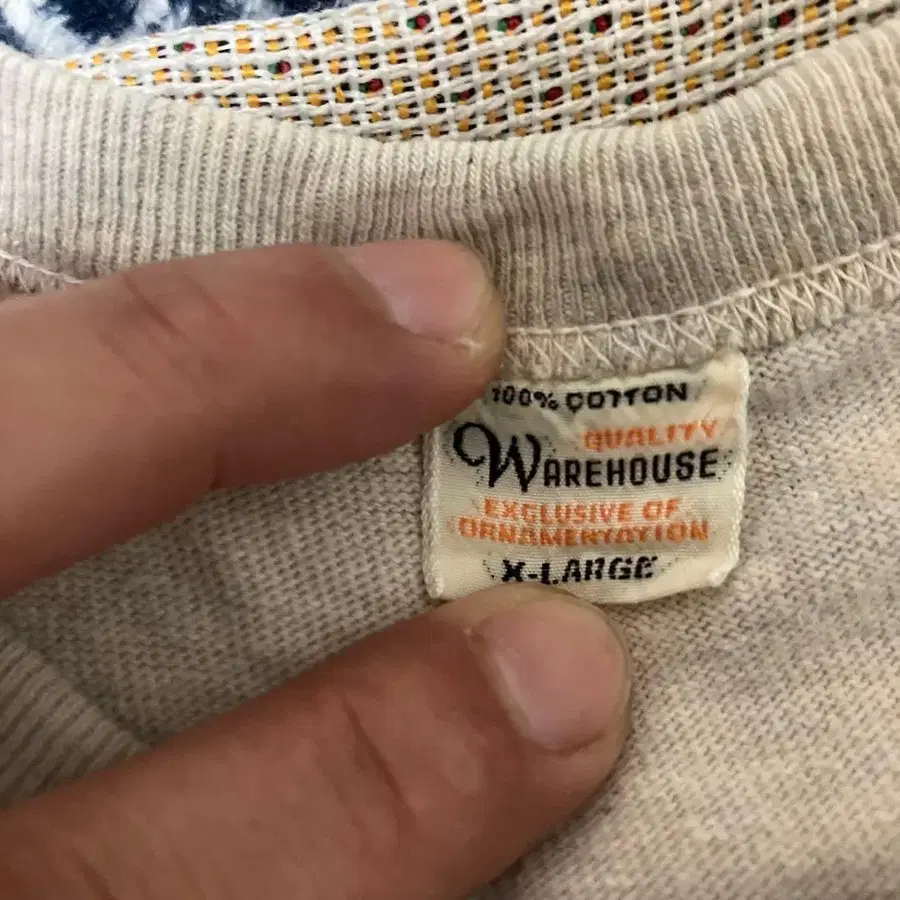 100% COTTON
QUALITY
WAREHOUSE
EXCLUSIVE OF
ORNAMENTATION
X-LARGE